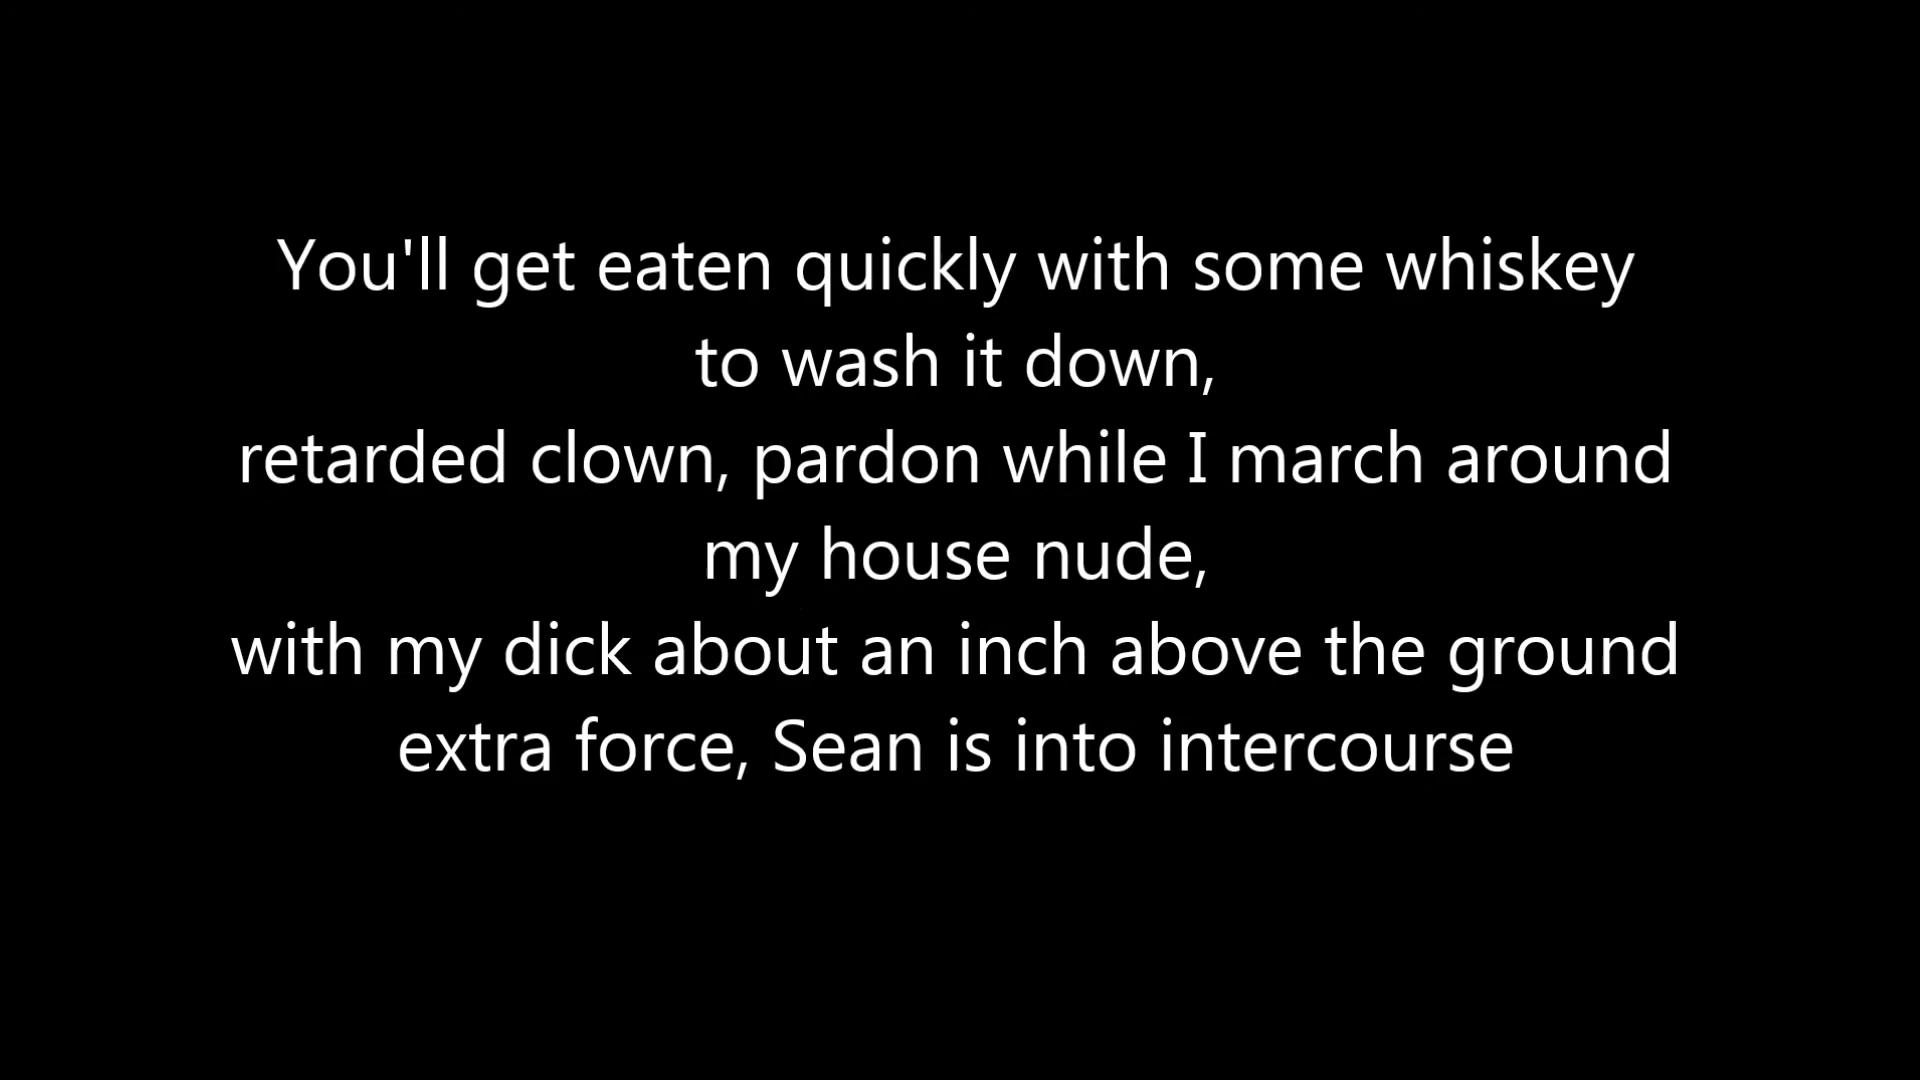 You'll get eaten quickly with some whiskey
to wash it down,
retarded clown, pardon while I march around
my house nude,
with my dick about an inch above the ground
extra force, Sean is into intercourse